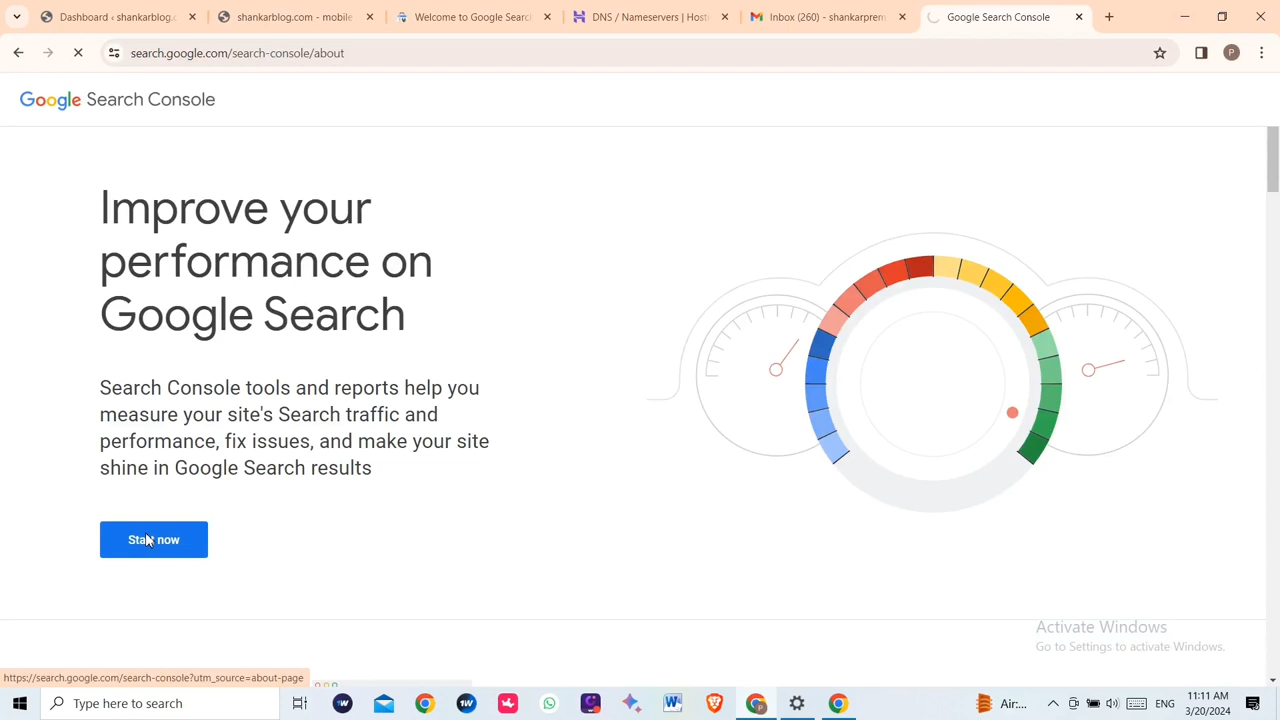 Dashboard ‹ shankarblog.c
shankarblog.com - mobile
Welcome to Google Searc
DNS / Nameservers | Hosti
Inbox (260) - shankarprem
Google Search Console
search.google.com/search-console/about
P
Google Search Console
Improve your
performance on
Google Search
Search Console tools and reports help you
measure your site's Search traffic and
performance, fix issues, and make your site
shine in Google Search results
Start now
Activate Windows
Go to Settings to activate Windows.
https://search.google.com/search-console?utm_source=about-page
Type here to search
Air:...
ENG
11:11 AM
3/20/2024